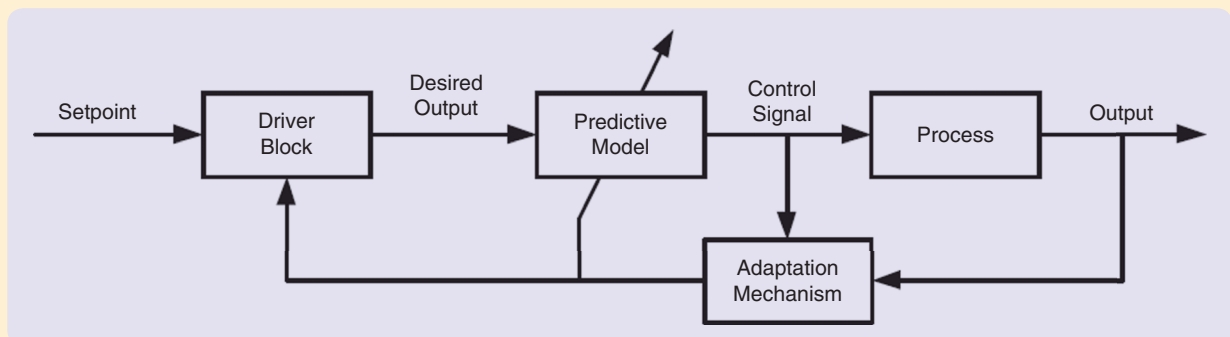 Setpoint
Driver
Block
Desired
Output
Predictive
Model
Control
Signal
Process
Output
Adaptation
Mechanism